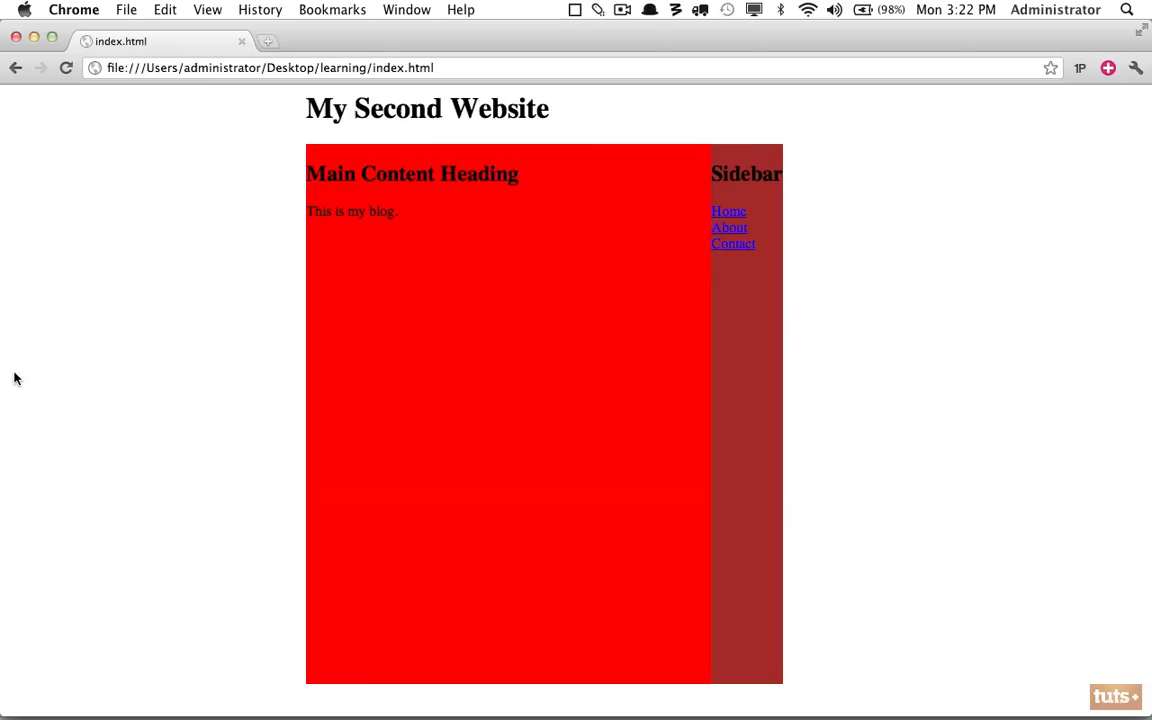 Chrome File Edit View History Bookmarks Window Help (98%) Mon 3:22 PM Administrator
index.html
file:///Users/administrator/Desktop/learning/index.html 1P
My Second Website
Main Content Heading
Sidebar
This is my blog.
Home
About
Contact
tuts+